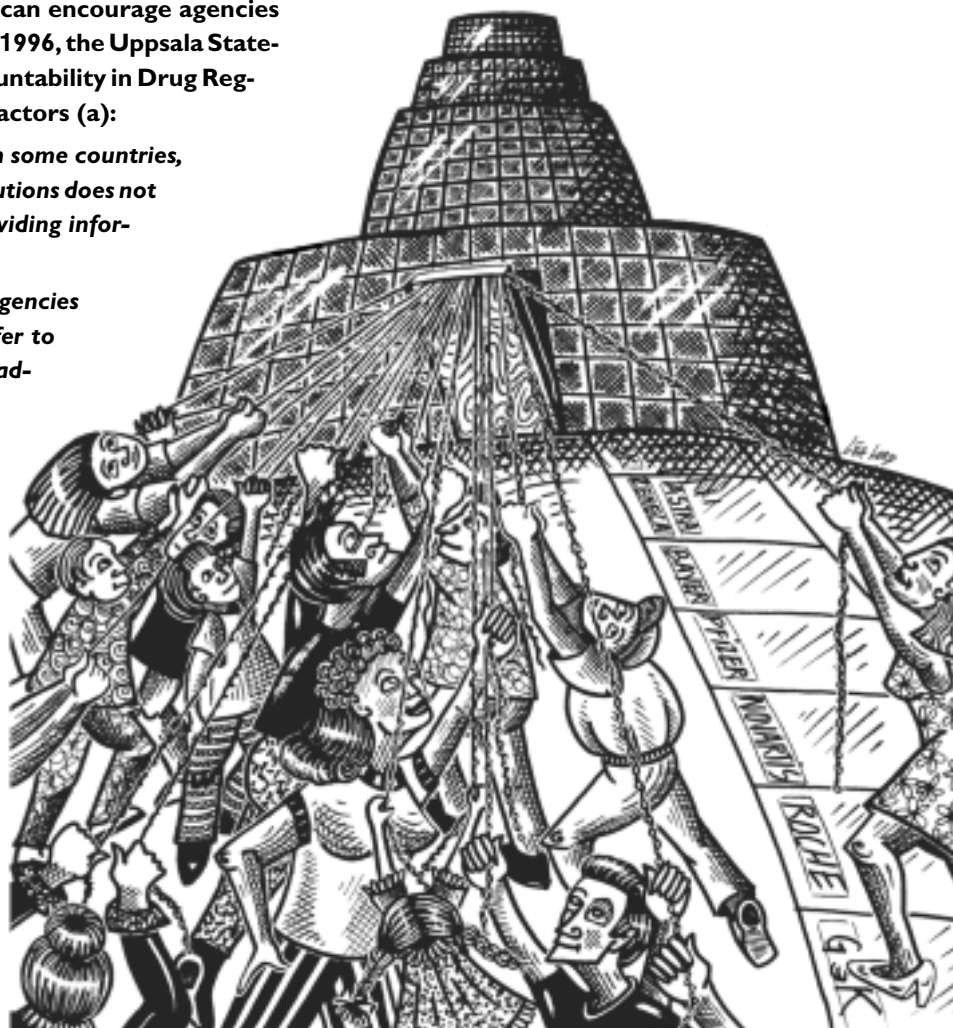 can encourage agencies
1996, the Uppsala State-
untability in Drug Reg-
actors (a):
n some countries,
utions does not
viding infor-
gencies
fer to
ad-
ASTRA/
ZENECA
BAYER
PFIZER
NOVARTIS
ROCHE
GSK